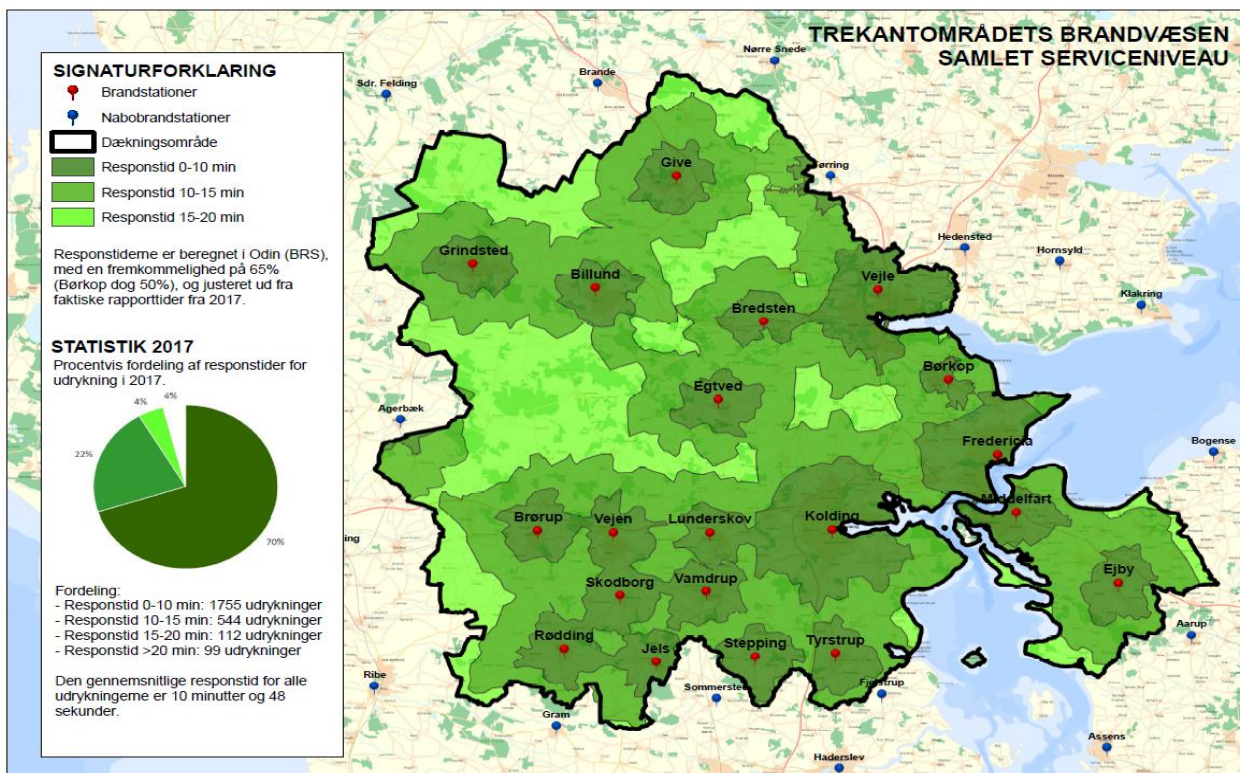 TREKANTOMRÅDETS BRANDVÆSEN
SAMLET SERVICENIVEAU
SIGNATURFORKLARING
Brandstationer
Nabobrandstationer
Dækningsområde
Responstid 0-10 min
Responstid 10-15 min
Responstid 15-20 min
Responstiderne er beregnet i Odin (BRS),
med en fremkommelighed på 65%
(Børkop dog 50%), og justeret ud fra
faktiske rapporttider fra 2017.
STATISTIK 2017
Procentvis fordeling af responstider for
udrykning i 2017.
4%
4%
22%
70%
Fordeling:
- Responstid 0-10 min: 1755 udrykninger
- Responstid 10-15 min: 544 udrykninger
- Responstid 15-20 min: 112 udrykninger
- Responstid >20 min: 99 udrykninger
Den gennemsnitlige responstid for alle
udrykningerne er 10 minutter og 48
sekunder.
Nørre Snede
Brande
Sdr. Felding
Give
Tørring
Hedensted
Hornsyld
Grindsted
Billund
Vejle
Klakring
Bredsten
Børkop
Egtved
Agerbæk
Fredericia
Bogense
Middelfart
Brørup
Vejen
Lunderskov
Kolding
Skodborg
Vamdrup
Ejby
Aarup
Rødding
Jels
Stepping
Tyrstrup
Ribe
Sommersted
Fjelstrup
Gram
Assens
Haderslev